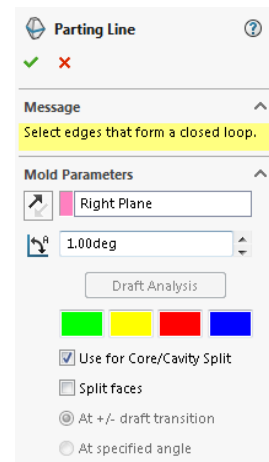 Parting Line
Message
Select edges that form a closed loop.
Mold Parameters
Right Plane
1.00deg
Draft Analysis
Use for Core/Cavity Split
Split faces
At +/- draft transition
At specified angle